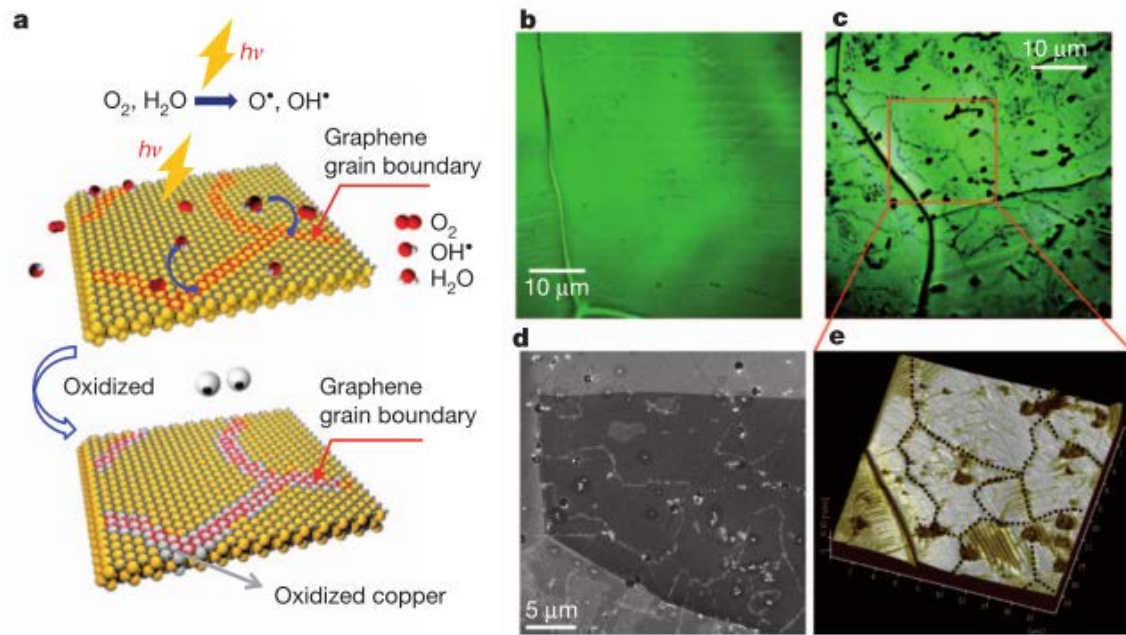 a
hν
O₂, H₂O O•, OH•
hν
Graphene
grain boundary
O₂
OH•
H₂O
Oxidized
Graphene
grain boundary
Oxidized copper
b
10 μm
c
10 μm
d
5 μm
e